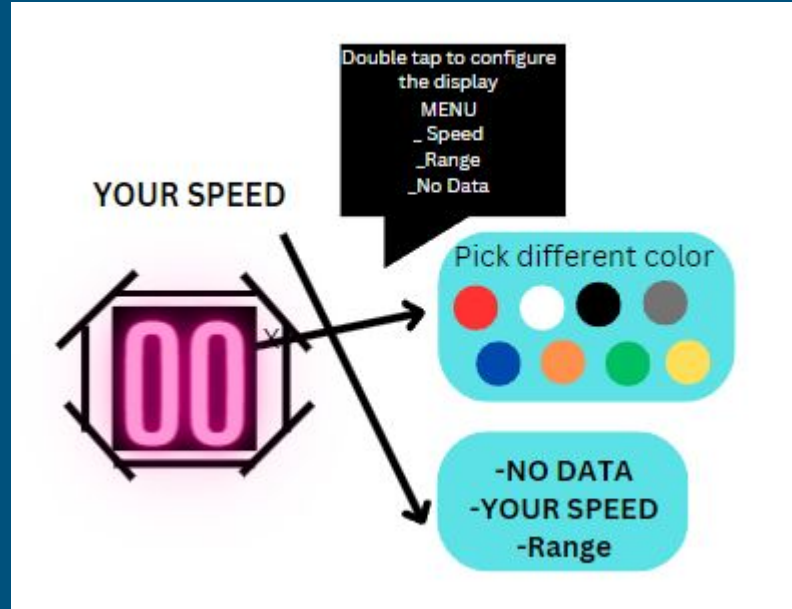 Double tap to configure
the display
MENU
_ Speed
_Range
_No Data
YOUR SPEED
Pick different color
00
X
-NO DATA
-YOUR SPEED
-Range